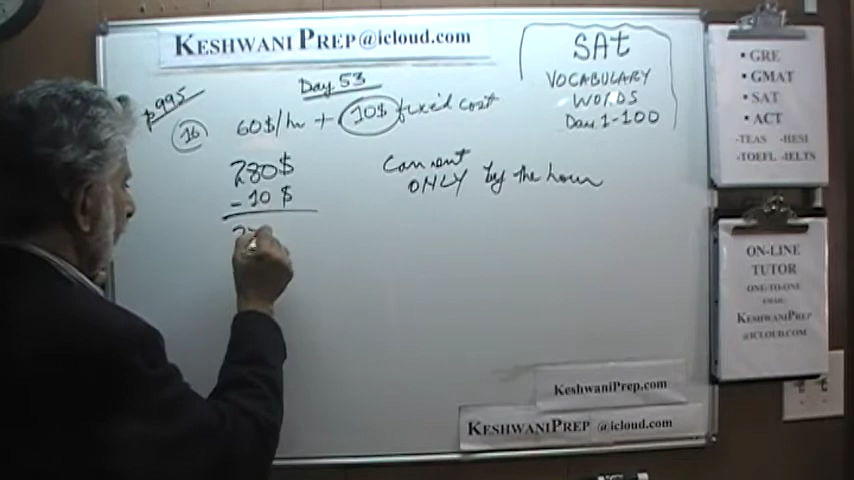 KESHWANI PREP@icloud.com
Day 53
P995
16
60$/hr + 10$ fixed cost
280$
- 10 $
27
Can rent
ONLY by the hour
SAt
VOCABULARY
WORDS
Day 1-100
• GRE
• GMAT
• SAT
• ACT
-TEAS -HESI
-TOEFL -IELTS
ON-LINE
TUTOR
ONE-TO-ONE
EMAIL:
KESHWANIPREP
@ICLOUD.COM
KeshwaniPrep.com
KESHWANIPREP @icloud.com